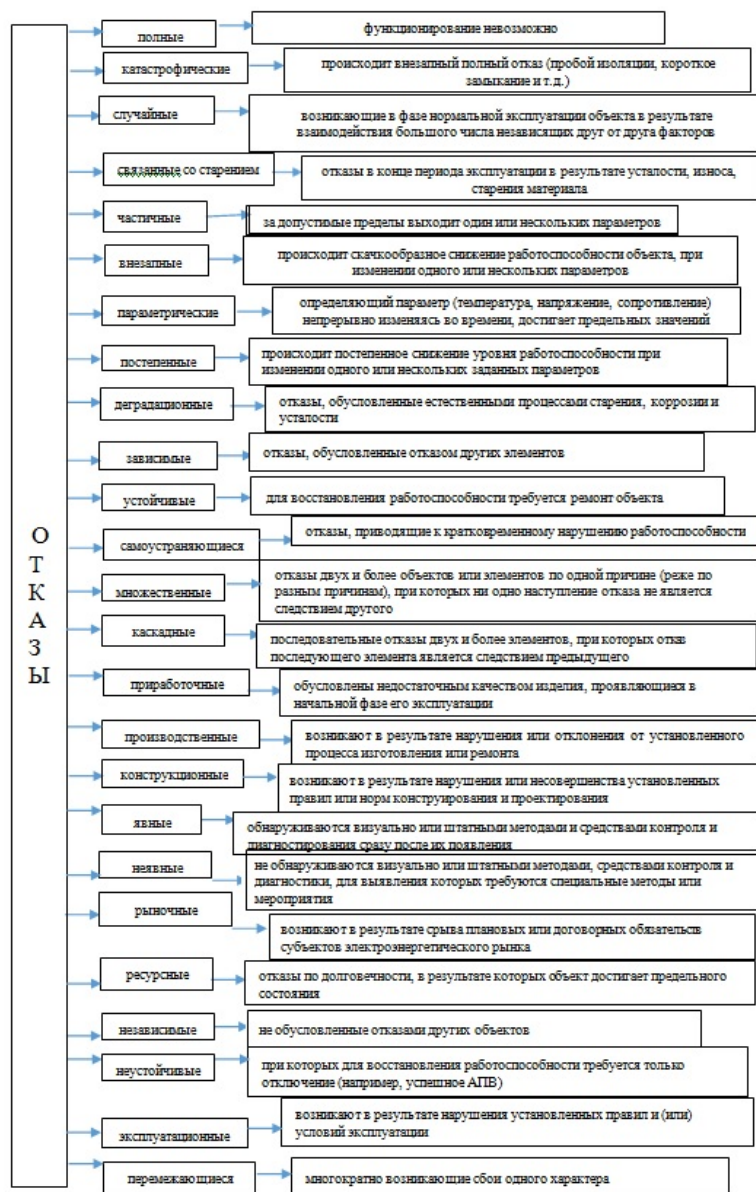 ОТКАЗЫ
полные
функционирование невозможно
катастрофические
происходит внезапный полный отказ (пробой изоляции, короткое
замыкание и т.д.)
случайные
возникающие в фазе нормальной эксплуатации объекта в результате
взаимодействия большого числа независящих друг от друга факторов
связанные со старением
отказы в конце периода эксплуатации в результате усталости, износа,
старения материала
частичные
за допустимые пределы выходит один или нескольких параметров
внезапные
происходит скачкообразное снижение работоспособности объекта, при
изменении одного или нескольких параметров
параметрические
определяющий параметр (температура, напряжение, сопротивление)
непрерывно изменяясь во времени, достигает предельных значений
постепенные
происходит постепенное снижение уровня работоспособности при
изменении одного или нескольких заданных параметров
деградационные
отказы, обусловленные естественными процессами старения, коррозии и
усталости
зависимые
отказы, обусловленные отказом других элементов
устойчивые
для восстановления работоспособности требуется ремонт объекта
самоустраняющиеся
отказы, приводящие к кратковременному нарушению работоспособности
множественные
отказы двух и более объектов или элементов по одной причине (реже по
разным причинам), при которых ни одно наступление отказа не является
следствием другого
каскадные
последовательные отказы двух и более элементов, при которых отказ
последующего элемента является следствием предыдущего
приработочные
обусловлены недостаточным качеством изделия, проявляющиеся в
начальной фазе его эксплуатации
производственные
возникают в результате нарушения или отклонения от установленного
процесса изготовления или ремонта
конструкционные
возникают в результате нарушения или несовершенства установленных
правил или норм конструирования и проектирования
явные
обнаруживаются визуально или штатными методами и средствами контроля и
диагностирования сразу после их появления
неявные
не обнаруживаются визуально или штатными методами, средствами контроля и
диагностики, для выявления которых требуются специальные методы или
мероприятия
рыночные
возникают в результате срыва плановых или договорных обязательств
субъектов электроэнергетического рынка
ресурсные
отказы по долговечности, в результате которых объект достигает предельного
состояния
независимые
не обусловленные отказами других объектов
неустойчивые
при которых для восстановления работоспособности требуется только
отключение (например, успешное АПВ)
эксплуатационные
возникают в результате нарушения установленных правил и (или)
условий эксплуатации
перемежающиеся
многократно возникающие сбои одного характера